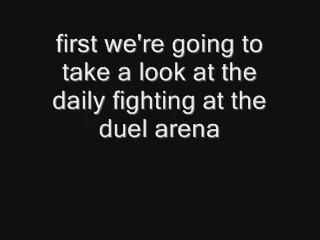 first we're going to
take a look at the
daily fighting at the
duel arena